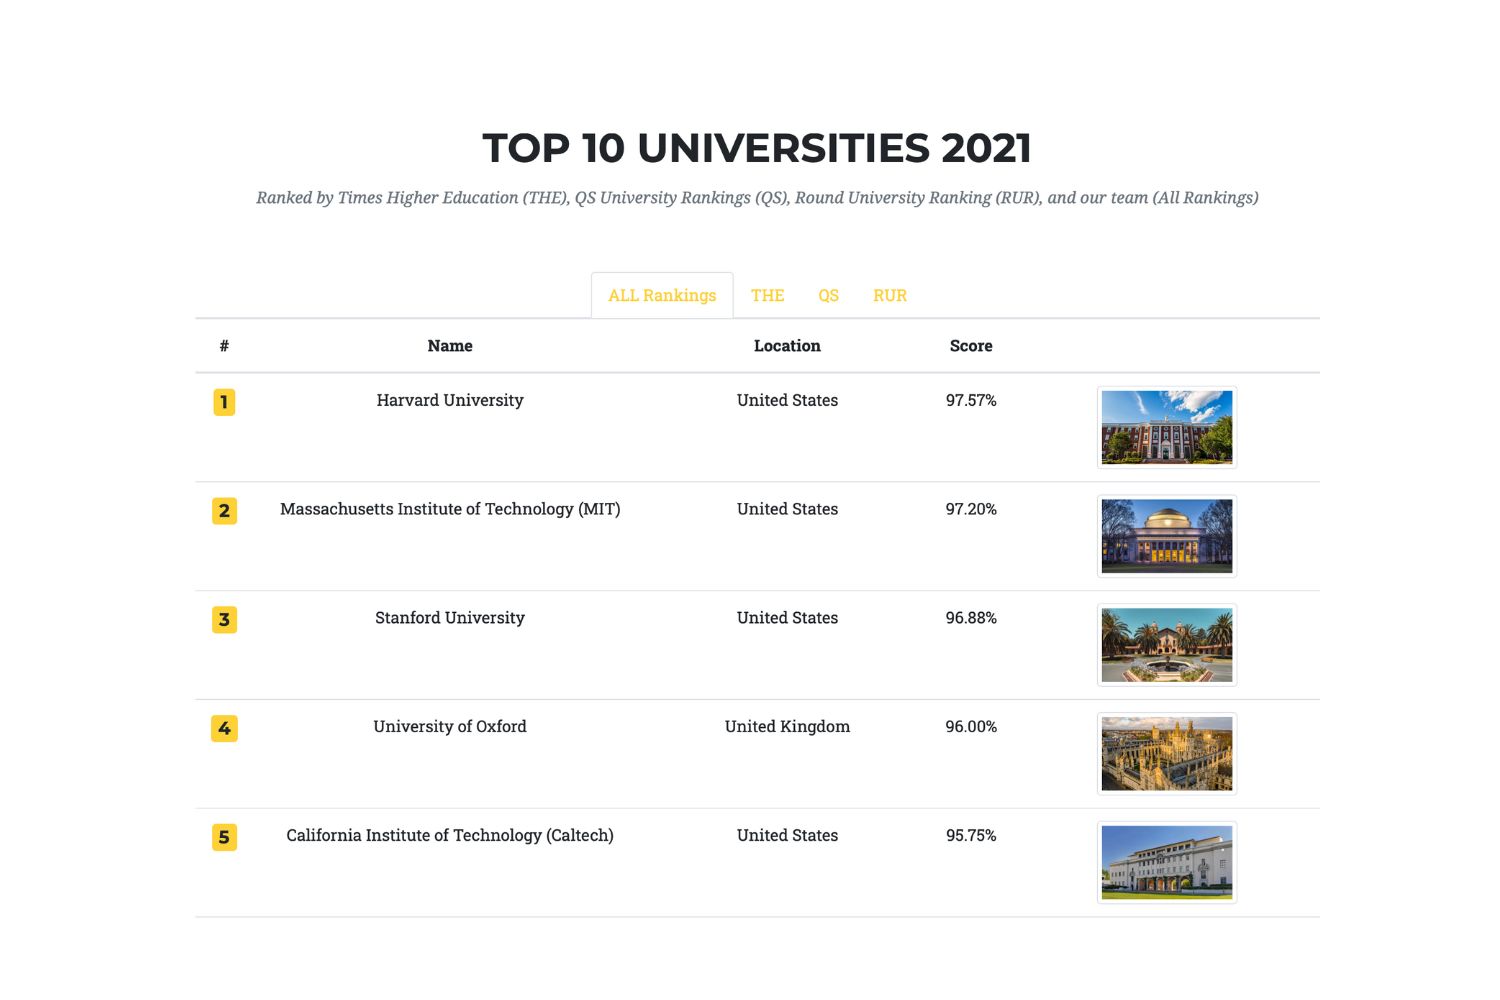 TOP 10 UNIVERSITIES 2021
Ranked by Times Higher Education (THE), QS University Rankings (QS), Round University Ranking (RUR), and our team (All Rankings)
ALL Rankings THE QS RUR
# Name Location Score
1 Harvard University United States 97.57%
2 Massachusetts Institute of Technology (MIT) United States 97.20%
3 Stanford University United States 96.88%
4 University of Oxford United Kingdom 96.00%
5 California Institute of Technology (Caltech) United States 95.75%